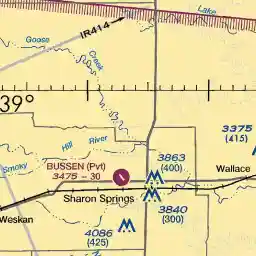 Lake
IR414
Goose
Creek
39°
3375
(415)
Hill River
Smoky
3863
(400)
BUSSEN (Pvt)
3475 - 30
Wallace
Sharon Springs
Weskan
3840
(300)
4086
(425)